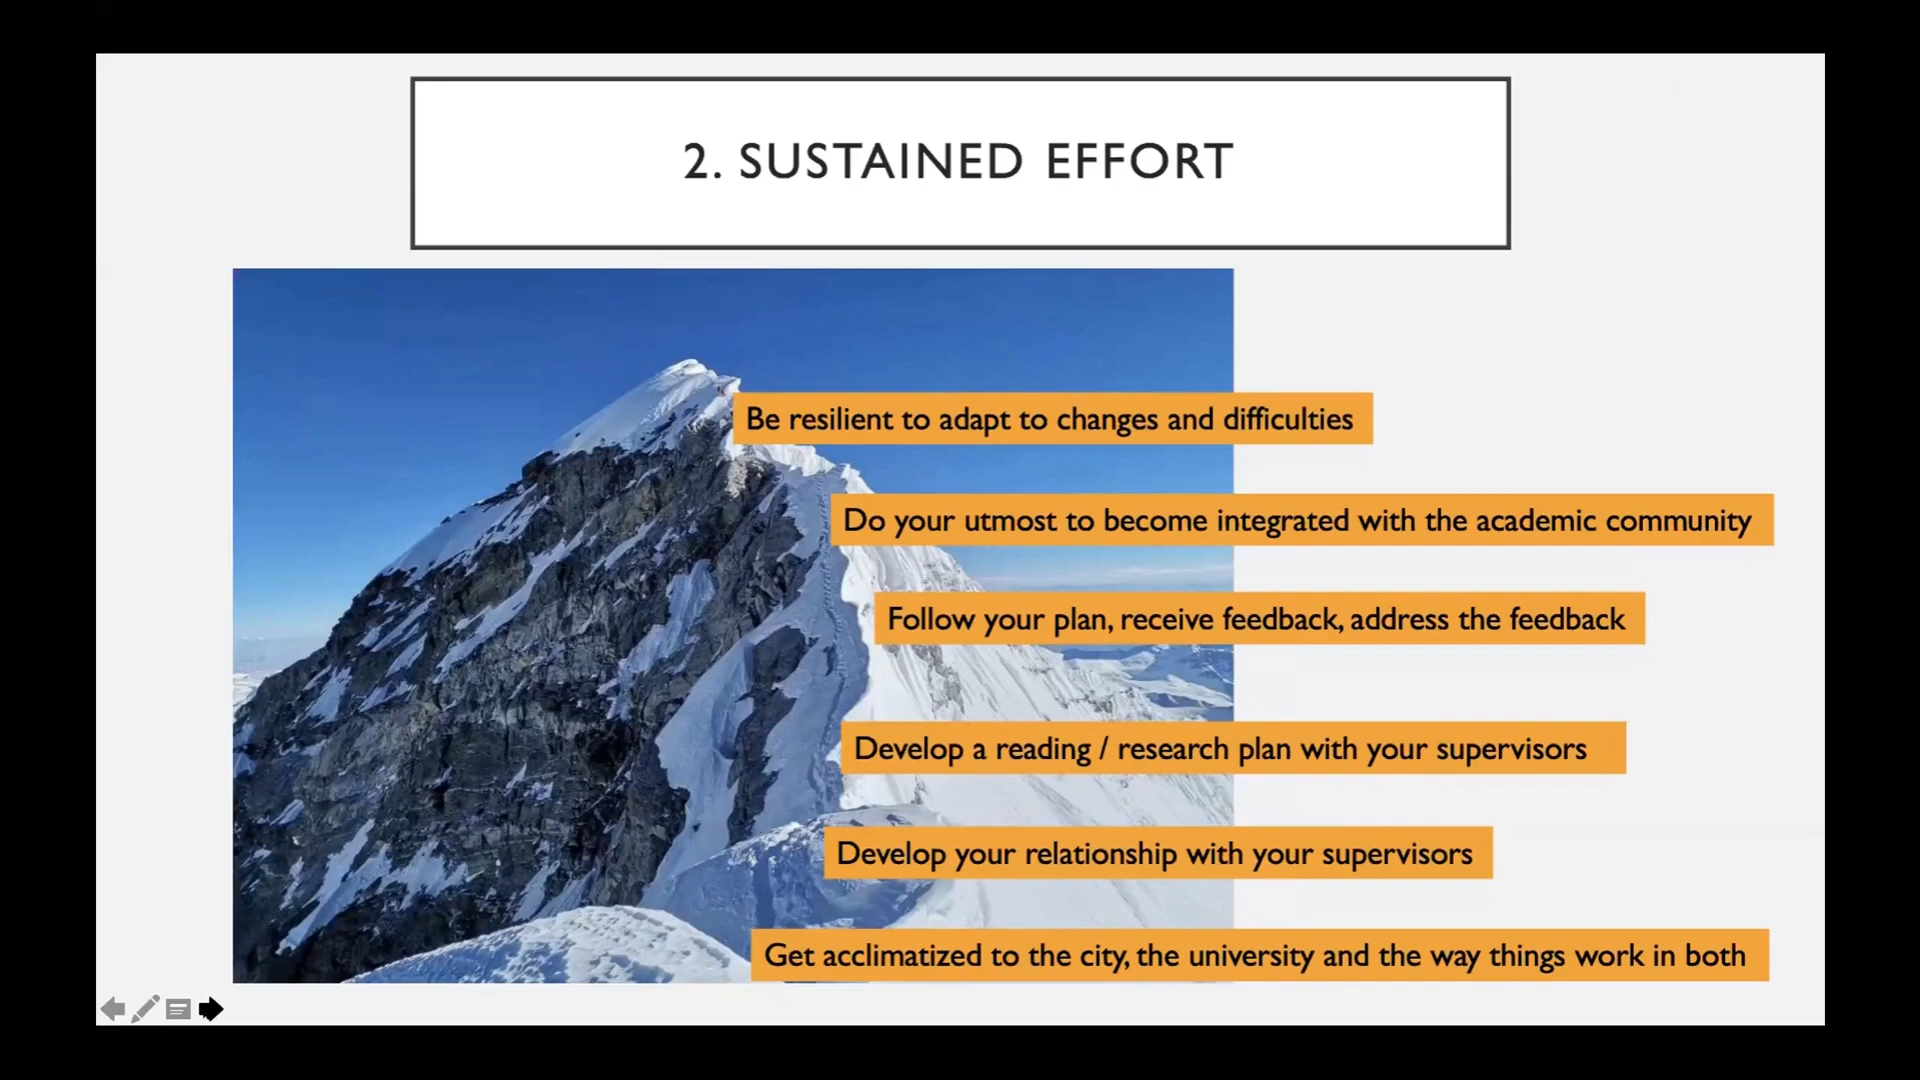 2. SUSTAINED EFFORT
Be resilient to adapt to changes and difficulties
Do your utmost to become integrated with the academic community
Follow your plan, receive feedback, address the feedback
Develop a reading / research plan with your supervisors
Develop your relationship with your supervisors
Get acclimatized to the city, the university and the way things work in both